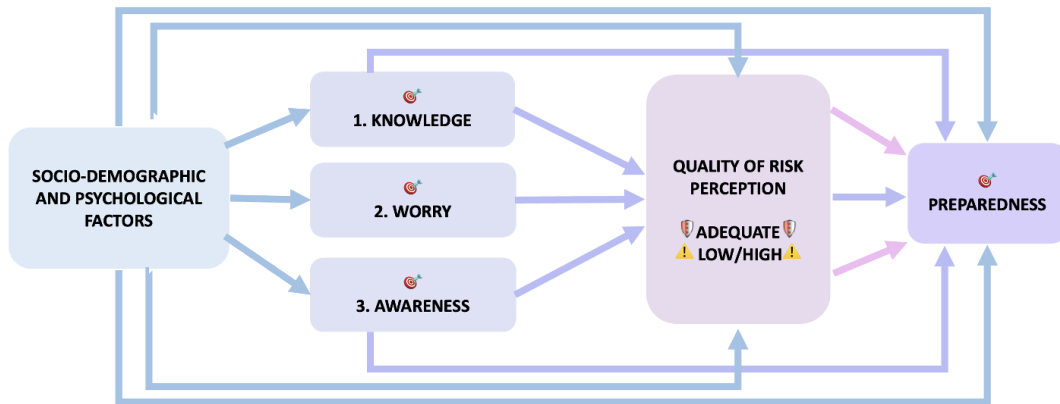 SOCIO-DEMOGRAPHIC
AND PSYCHOLOGICAL
FACTORS
1. KNOWLEDGE
2. WORRY
3. AWARENESS
QUALITY OF RISK
PERCEPTION
ADEQUATE
LOW/HIGH
PREPAREDNESS